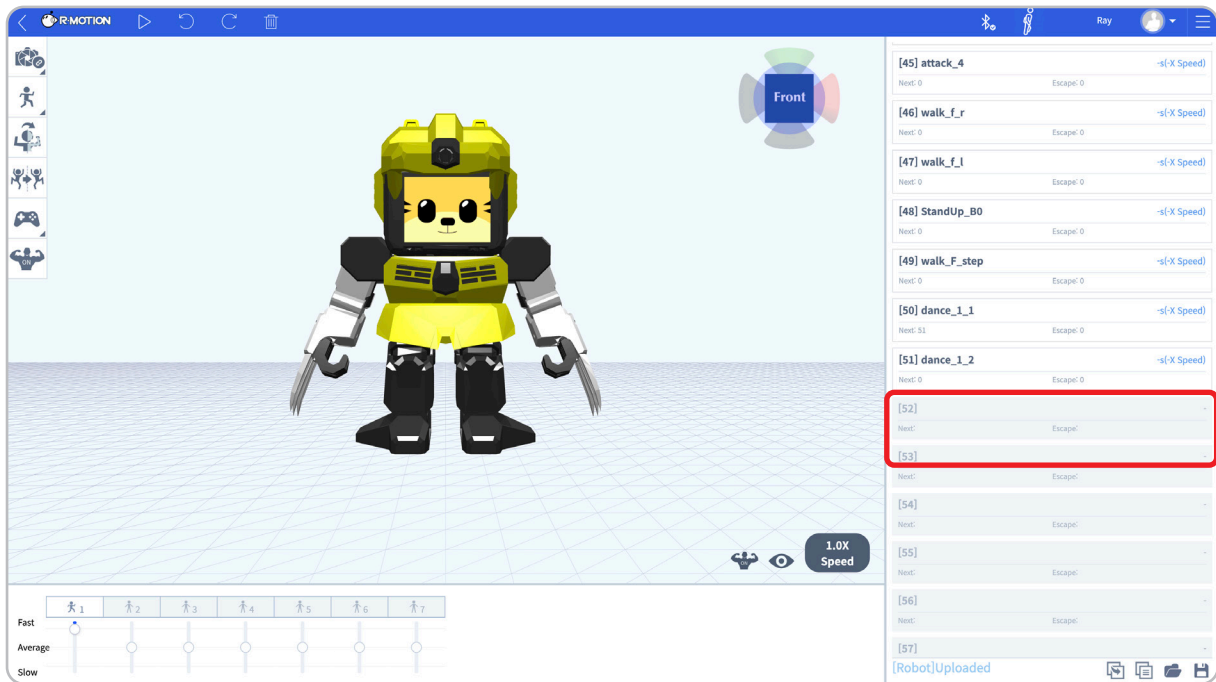 R·MOTION
Ray
Front
[45] attack_4 -s(-X Speed)
Next: 0 Escape: 0
[46] walk_f_r -s(-X Speed)
Next: 0 Escape: 0
[47] walk_f_l -s(-X Speed)
Next: 0 Escape: 0
[48] StandUp_B0 -s(-X Speed)
Next: 0 Escape: 0
[49] walk_F_step -s(-X Speed)
Next: 0 Escape: 0
[50] dance_1_1 -s(-X Speed)
Next: 51 Escape: 0
[51] dance_1_2 -s(-X Speed)
Next: 0 Escape: 0
[52] -
Next: Escape:
[53] -
Next: Escape:
[54] -
Next: Escape:
[55] -
Next: Escape:
[56] -
Next: Escape:
[57] -
[Robot]Uploaded
ON
ON
1.0X
Speed
1 2 3 4 5 6 7
Fast
Average
Slow